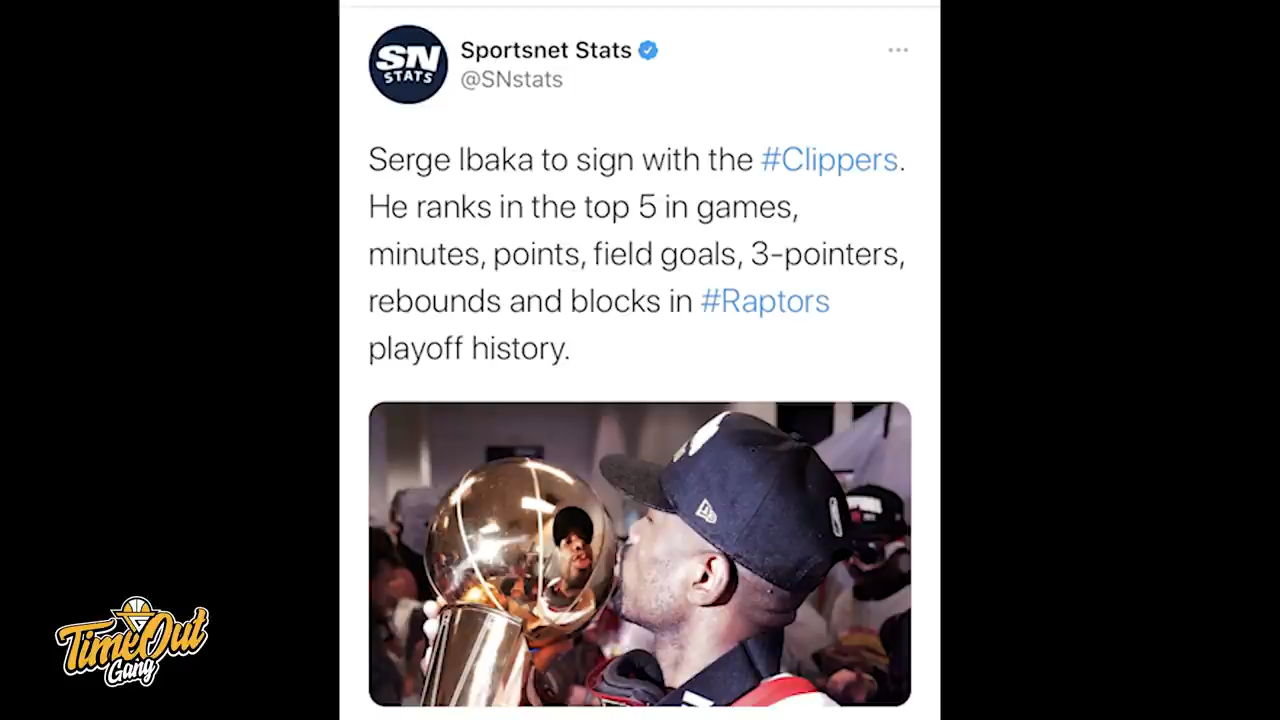 SN
STATS
Sportsnet Stats
@SNstats
Serge Ibaka to sign with the #Clippers.
He ranks in the top 5 in games,
minutes, points, field goals, 3-pointers,
rebounds and blocks in #Raptors
playoff history.
TimeOut
Gang